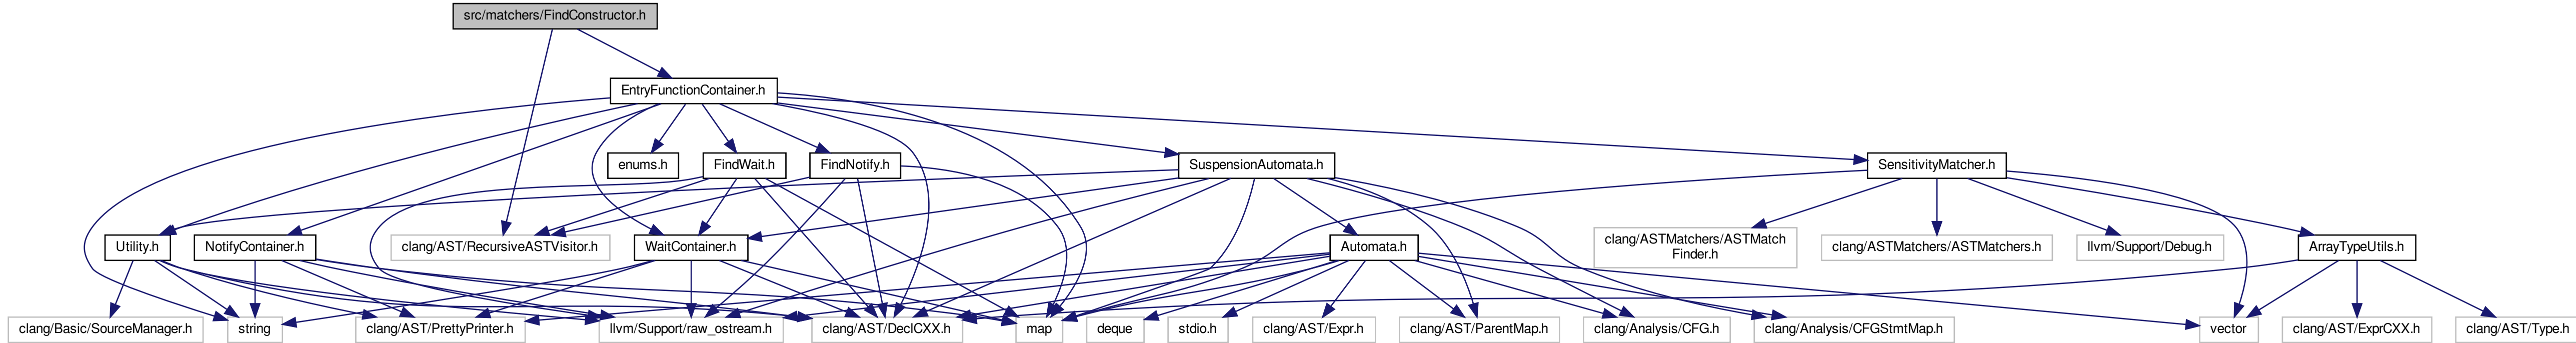 src/matchers/FindConstructor.h
EntryFunctionContainer.h
enums.h
FindWait.h
FindNotify.h
SuspensionAutomata.h
SensitivityMatcher.h
Utility.h
NotifyContainer.h
clang/AST/RecursiveASTVisitor.h
WaitContainer.h
Automata.h
clang/ASTMatchers/ASTMatch
Finder.h
clang/ASTMatchers/ASTMatchers.h
llvm/Support/Debug.h
ArrayTypeUtils.h
clang/Basic/SourceManager.h
string
clang/AST/PrettyPrinter.h
llvm/Support/raw_ostream.h
clang/AST/DeclCXX.h
map
deque
stdio.h
clang/AST/Expr.h
clang/AST/ParentMap.h
clang/Analysis/CFG.h
clang/Analysis/CFGStmtMap.h
vector
clang/AST/ExprCXX.h
clang/AST/Type.h